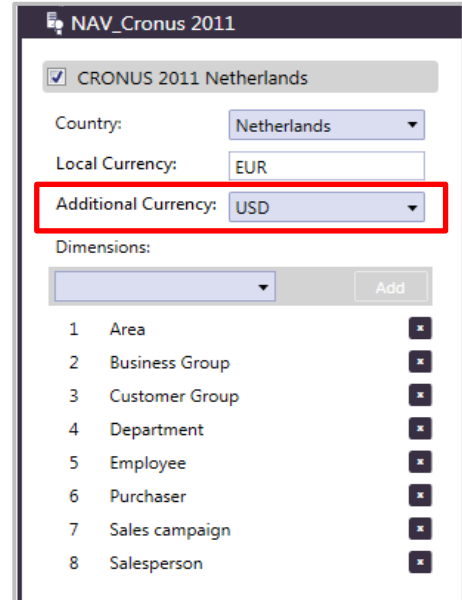 NAV_Cronus 2011
CRONUS 2011 Netherlands
Country: Netherlands
Local Currency: EUR
Additional Currency: USD
Dimensions:
Add
1 Area
2 Business Group
3 Customer Group
4 Department
5 Employee
6 Purchaser
7 Sales campaign
8 Salesperson